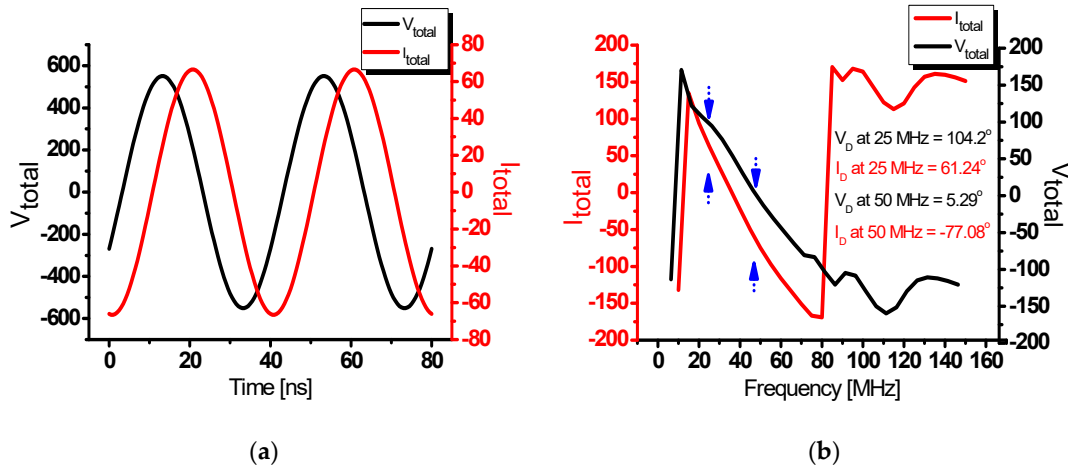 V_total
I_total
600
400
200
0
-200
-400
-600
V_total
80
60
40
20
0
-20
-40
-60
-80
I_total
0 20 40 60 80
Time [ns]
(a)
I_total
V_total
200
150
100
50
0
-50
-100
-150
-200
I_total
200
150
100
50
0
-50
-100
-150
-200
V_total
V_D at 25 MHz = 104.2°
I_D at 25 MHz = 61.24°
V_D at 50 MHz = 5.29°
I_D at 50 MHz = -77.08°
0 20 40 60 80 100 120 140 160
Frequency [MHz]
(b)